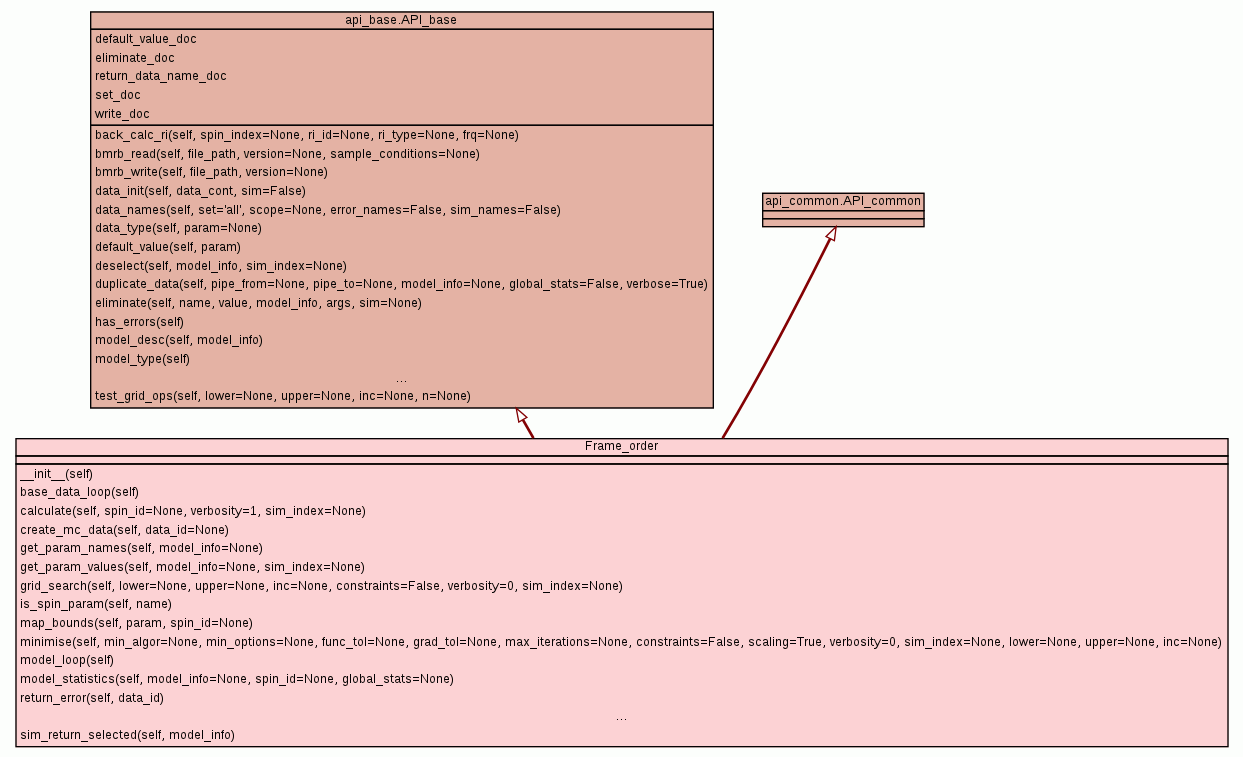 api_base.API_base
default_value_doc
eliminate_doc
return_data_name_doc
set_doc
write_doc
back_calc_ri(self, spin_index=None, ri_id=None, ri_type=None, frq=None)
bmrb_read(self, file_path, version=None, sample_conditions=None)
bmrb_write(self, file_path, version=None)
data_init(self, data_cont, sim=False)
data_names(self, set='all', scope=None, error_names=False, sim_names=False)
data_type(self, param=None)
default_value(self, param)
deselect(self, model_info, sim_index=None)
duplicate_data(self, pipe_from=None, pipe_to=None, model_info=None, global_stats=False, verbose=True)
eliminate(self, name, value, model_info, args, sim=None)
has_errors(self)
model_desc(self, model_info)
model_type(self)
...
test_grid_ops(self, lower=None, upper=None, inc=None, n=None)
api_common.API_common
Frame_order
__init__(self)
base_data_loop(self)
calculate(self, spin_id=None, verbosity=1, sim_index=None)
create_mc_data(self, data_id=None)
get_param_names(self, model_info=None)
get_param_values(self, model_info=None, sim_index=None)
grid_search(self, lower=None, upper=None, inc=None, constraints=False, verbosity=0, sim_index=None)
is_spin_param(self, name)
map_bounds(self, param, spin_id=None)
minimise(self, min_algor=None, min_options=None, func_tol=None, grad_tol=None, max_iterations=None, constraints=False, scaling=True, verbosity=0, sim_index=None, lower=None, upper=None, inc=None)
model_loop(self)
model_statistics(self, model_info=None, spin_id=None, global_stats=None)
return_error(self, data_id)
...
sim_return_selected(self, model_info)